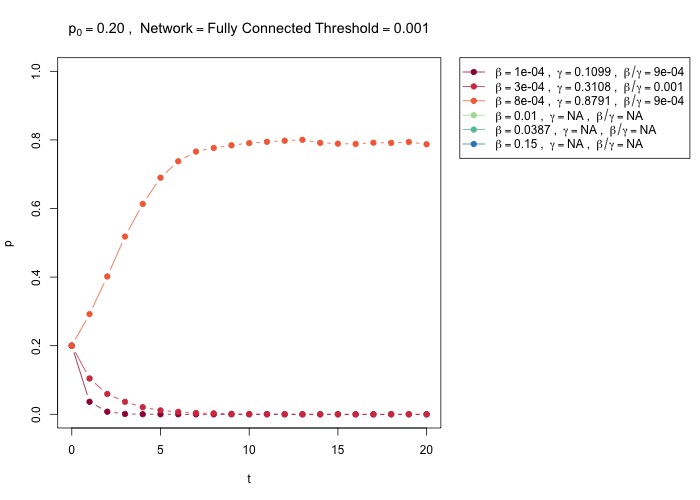 p₀ = 0.20 , Network = Fully Connected Threshold = 0.001
β = 1e-04 , γ = 0.1099 , β/γ = 9e-04
β = 3e-04 , γ = 0.3108 , β/γ = 0.001
β = 8e-04 , γ = 0.8791 , β/γ = 9e-04
β = 0.01 , γ = NA , β/γ = NA
β = 0.0387 , γ = NA , β/γ = NA
β = 0.15 , γ = NA , β/γ = NA
p
1.0
0.8
0.6
0.4
0.2
0.0
0 5 10 15 20
t